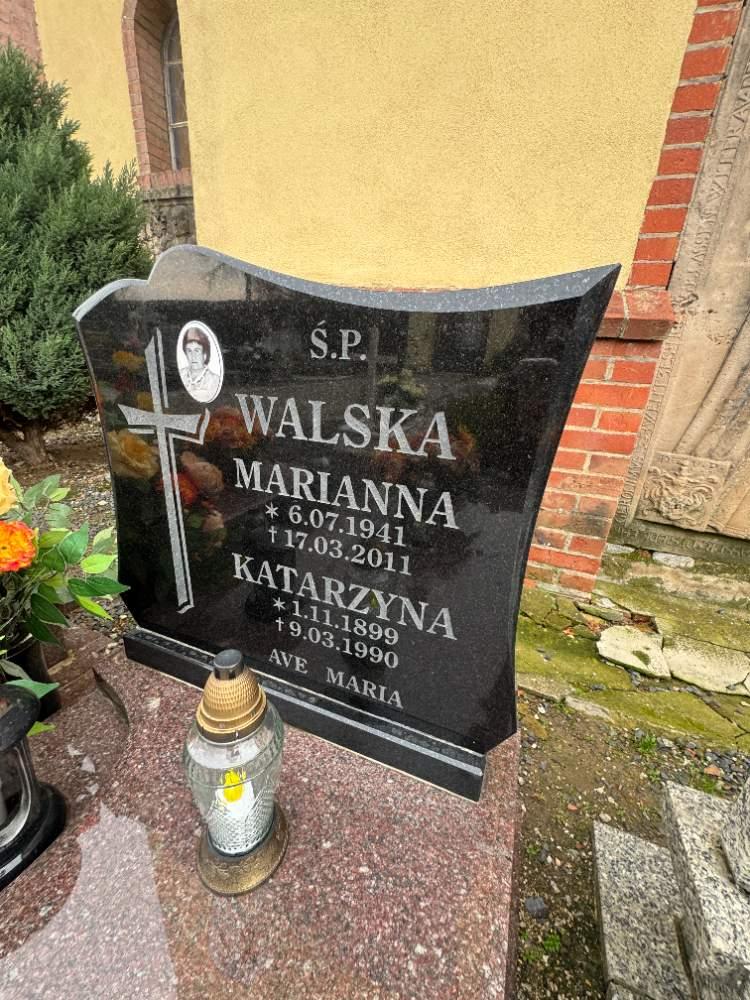 Ś.P.
WALSKA
MARIANNA
* 6.07.1941
† 17.03.2011
KATARZYNA
* 1.11.1899
† 9.03.1990
AVE MARIA